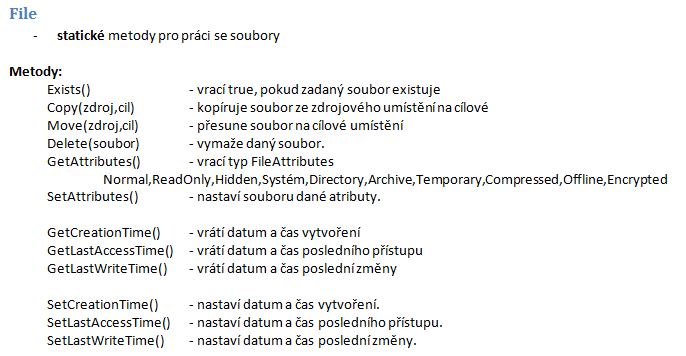 File
- statické metody pro práci se soubory
Metody:
Exists() - vrací true, pokud zadaný soubor existuje
Copy(zdroj,cil) - kopíruje soubor ze zdrojového umístění na cílové
Move(zdroj,cil) - přesune soubor na cílové umístění
Delete(soubor) - vymaže daný soubor.
GetAttributes() - vrací typ FileAttributes
Normal,ReadOnly,Hidden,Systém,Directory,Archive,Temporary,Compressed,Offline,Encrypted
SetAttributes() - nastaví souboru dané atributy.
GetCreationTime() - vrátí datum a čas vytvoření
GetLastAccessTime() - vrátí datum a čas posledního přístupu
GetLastWriteTime() - vrátí datum a čas poslední změny
SetCreationTime() - nastaví datum a čas vytvoření.
SetLastAccessTime() - nastaví datum a čas posledního přístupu.
SetLastWriteTime() - nastaví datum a čas poslední změny.